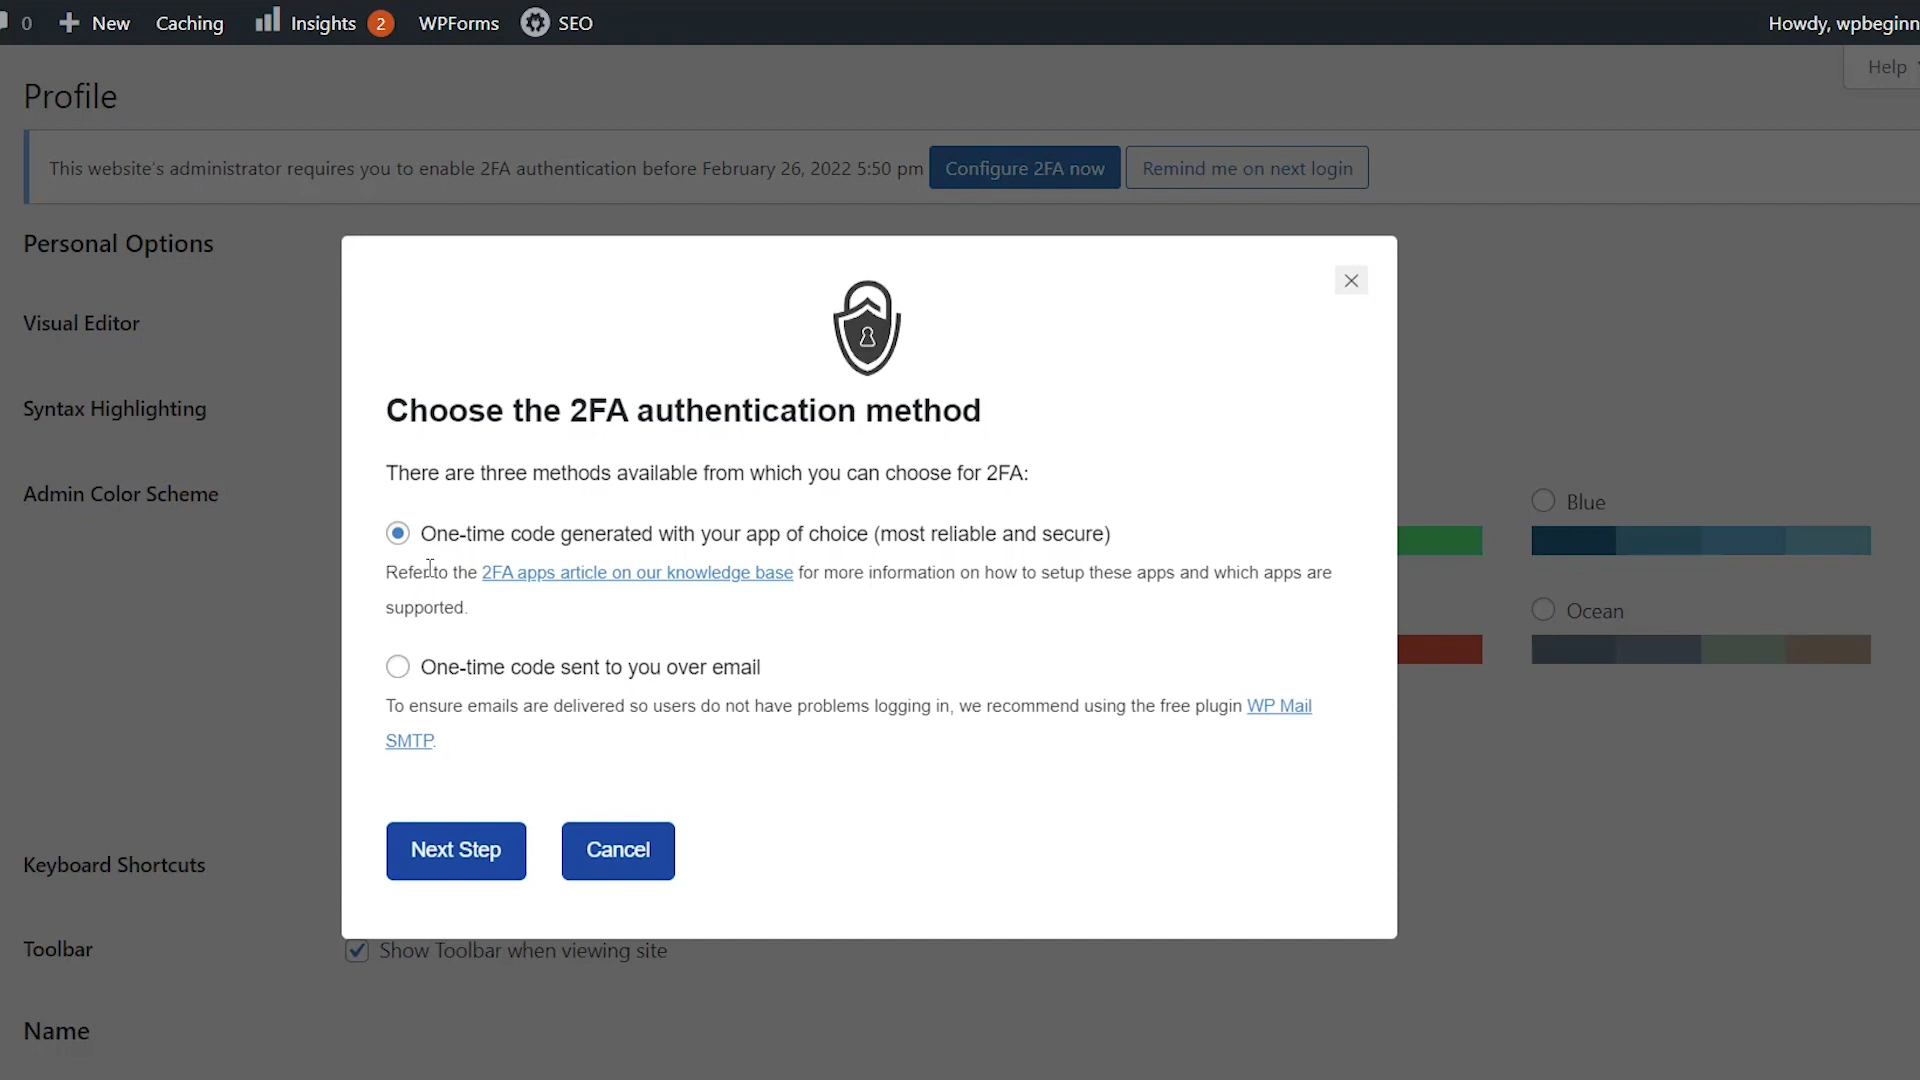 0 New Caching Insights 2 WPForms SEO Howdy, wpbeginn
Help
Profile
This website's administrator requires you to enable 2FA authentication before February 26, 2022 5:50 pm Configure 2FA now Remind me on next login
Personal Options
Visual Editor
Syntax Highlighting
Admin Color Scheme
Choose the 2FA authentication method
There are three methods available from which you can choose for 2FA:
One-time code generated with your app of choice (most reliable and secure)
Refer to the 2FA apps article on our knowledge base for more information on how to setup these apps and which apps are
supported.
One-time code sent to you over email
To ensure emails are delivered so users do not have problems logging in, we recommend using the free plugin WP Mail
SMTP.
Next Step Cancel
Blue
Ocean
Keyboard Shortcuts
Toolbar Show Toolbar when viewing site
Name